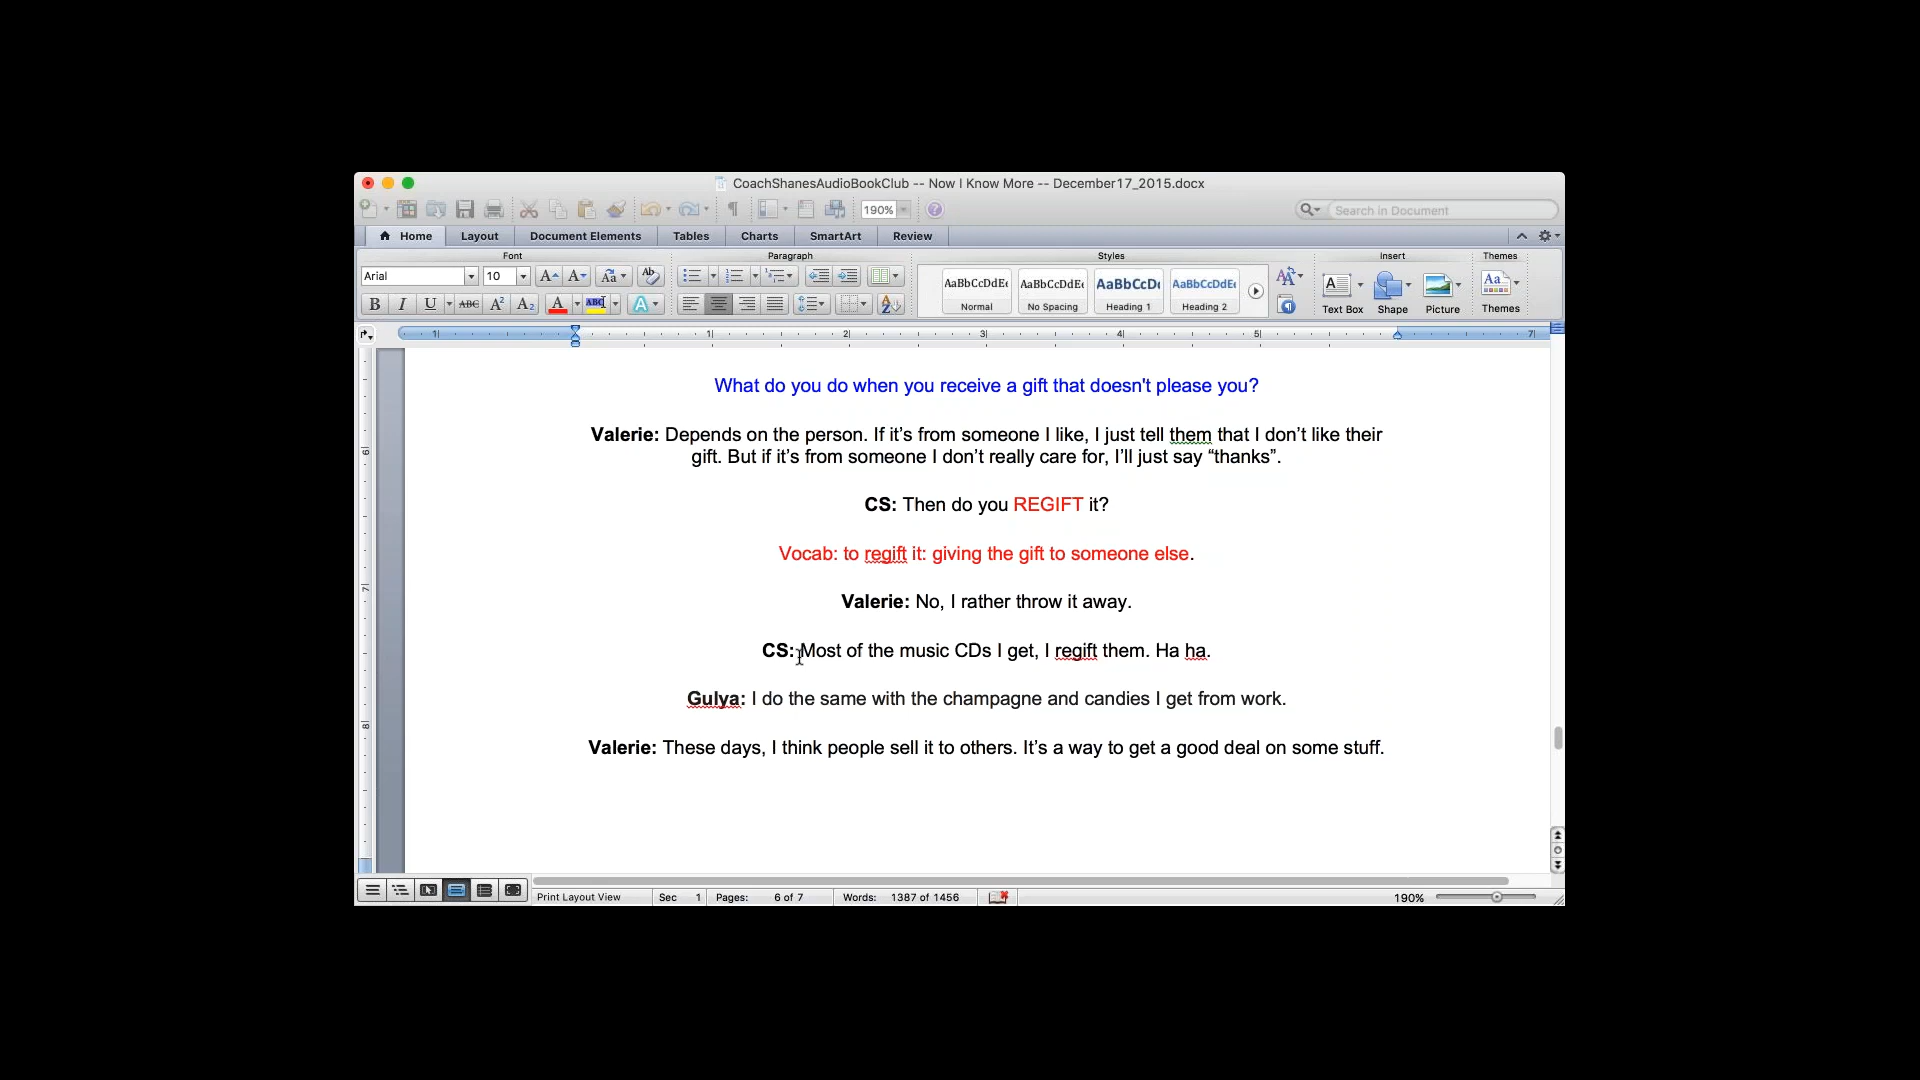 CoachShanesAudioBookClub -- Now I Know More -- December17_2015.docx
190%
Search in Document
Home Layout Document Elements Tables Charts SmartArt Review
Font Paragraph Styles Insert Themes
Arial 10
AaBbCcDdEe AaBbCcDdEe AaBbCcDc AaBbCcDdEe
Normal No Spacing Heading 1 Heading 2
Text Box Shape Picture Themes
What do you do when you receive a gift that doesn't please you?
Valerie: Depends on the person. If it’s from someone I like, I just tell them that I don’t like their
gift. But if it’s from someone I don’t really care for, I’ll just say “thanks”.
CS: Then do you REGIFT it?
Vocab: to regift it: giving the gift to someone else.
Valerie: No, I rather throw it away.
CS: Most of the music CDs I get, I regift them. Ha ha.
Gulya: I do the same with the champagne and candies I get from work.
Valerie: These days, I think people sell it to others. It’s a way to get a good deal on some stuff.
Print Layout View Sec 1 Pages: 6 of 7 Words: 1387 of 1456 190%